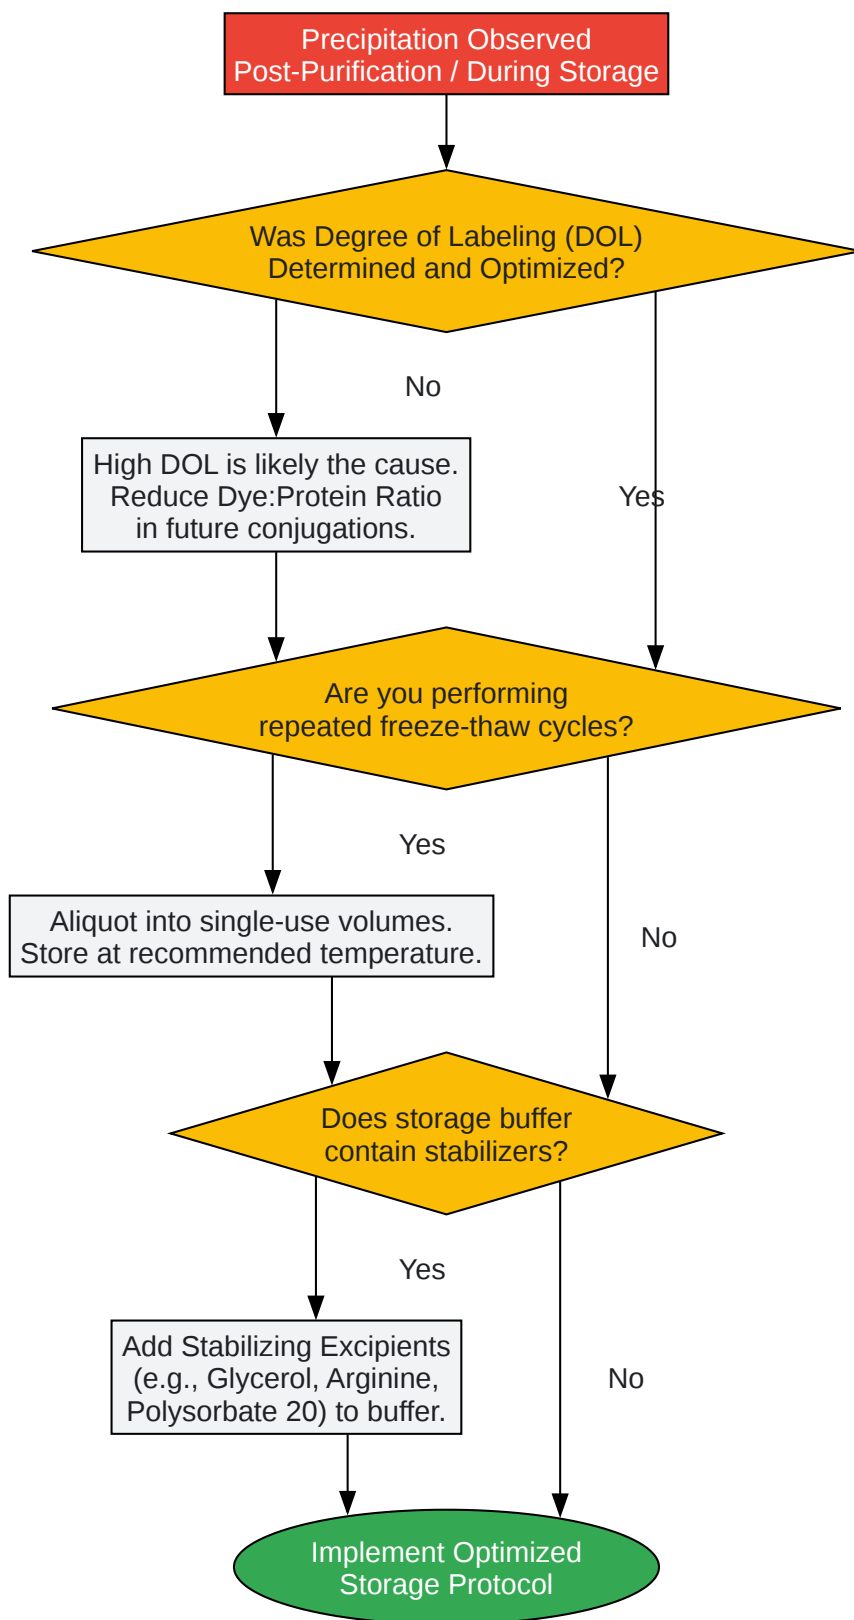 Precipitation Observed
Post-Purification / During Storage
Was Degree of Labeling (DOL)
Determined and Optimized?
No
High DOL is likely the cause.
Reduce Dye:Protein Ratio
in future conjugations.
Yes
Are you performing
repeated freeze-thaw cycles?
Yes
Aliquot into single-use volumes.
Store at recommended temperature.
No
Does storage buffer
contain stabilizers?
Yes
Add Stabilizing Excipients
(e.g., Glycerol, Arginine,
Polysorbate 20) to buffer.
No
Implement Optimized
Storage Protocol